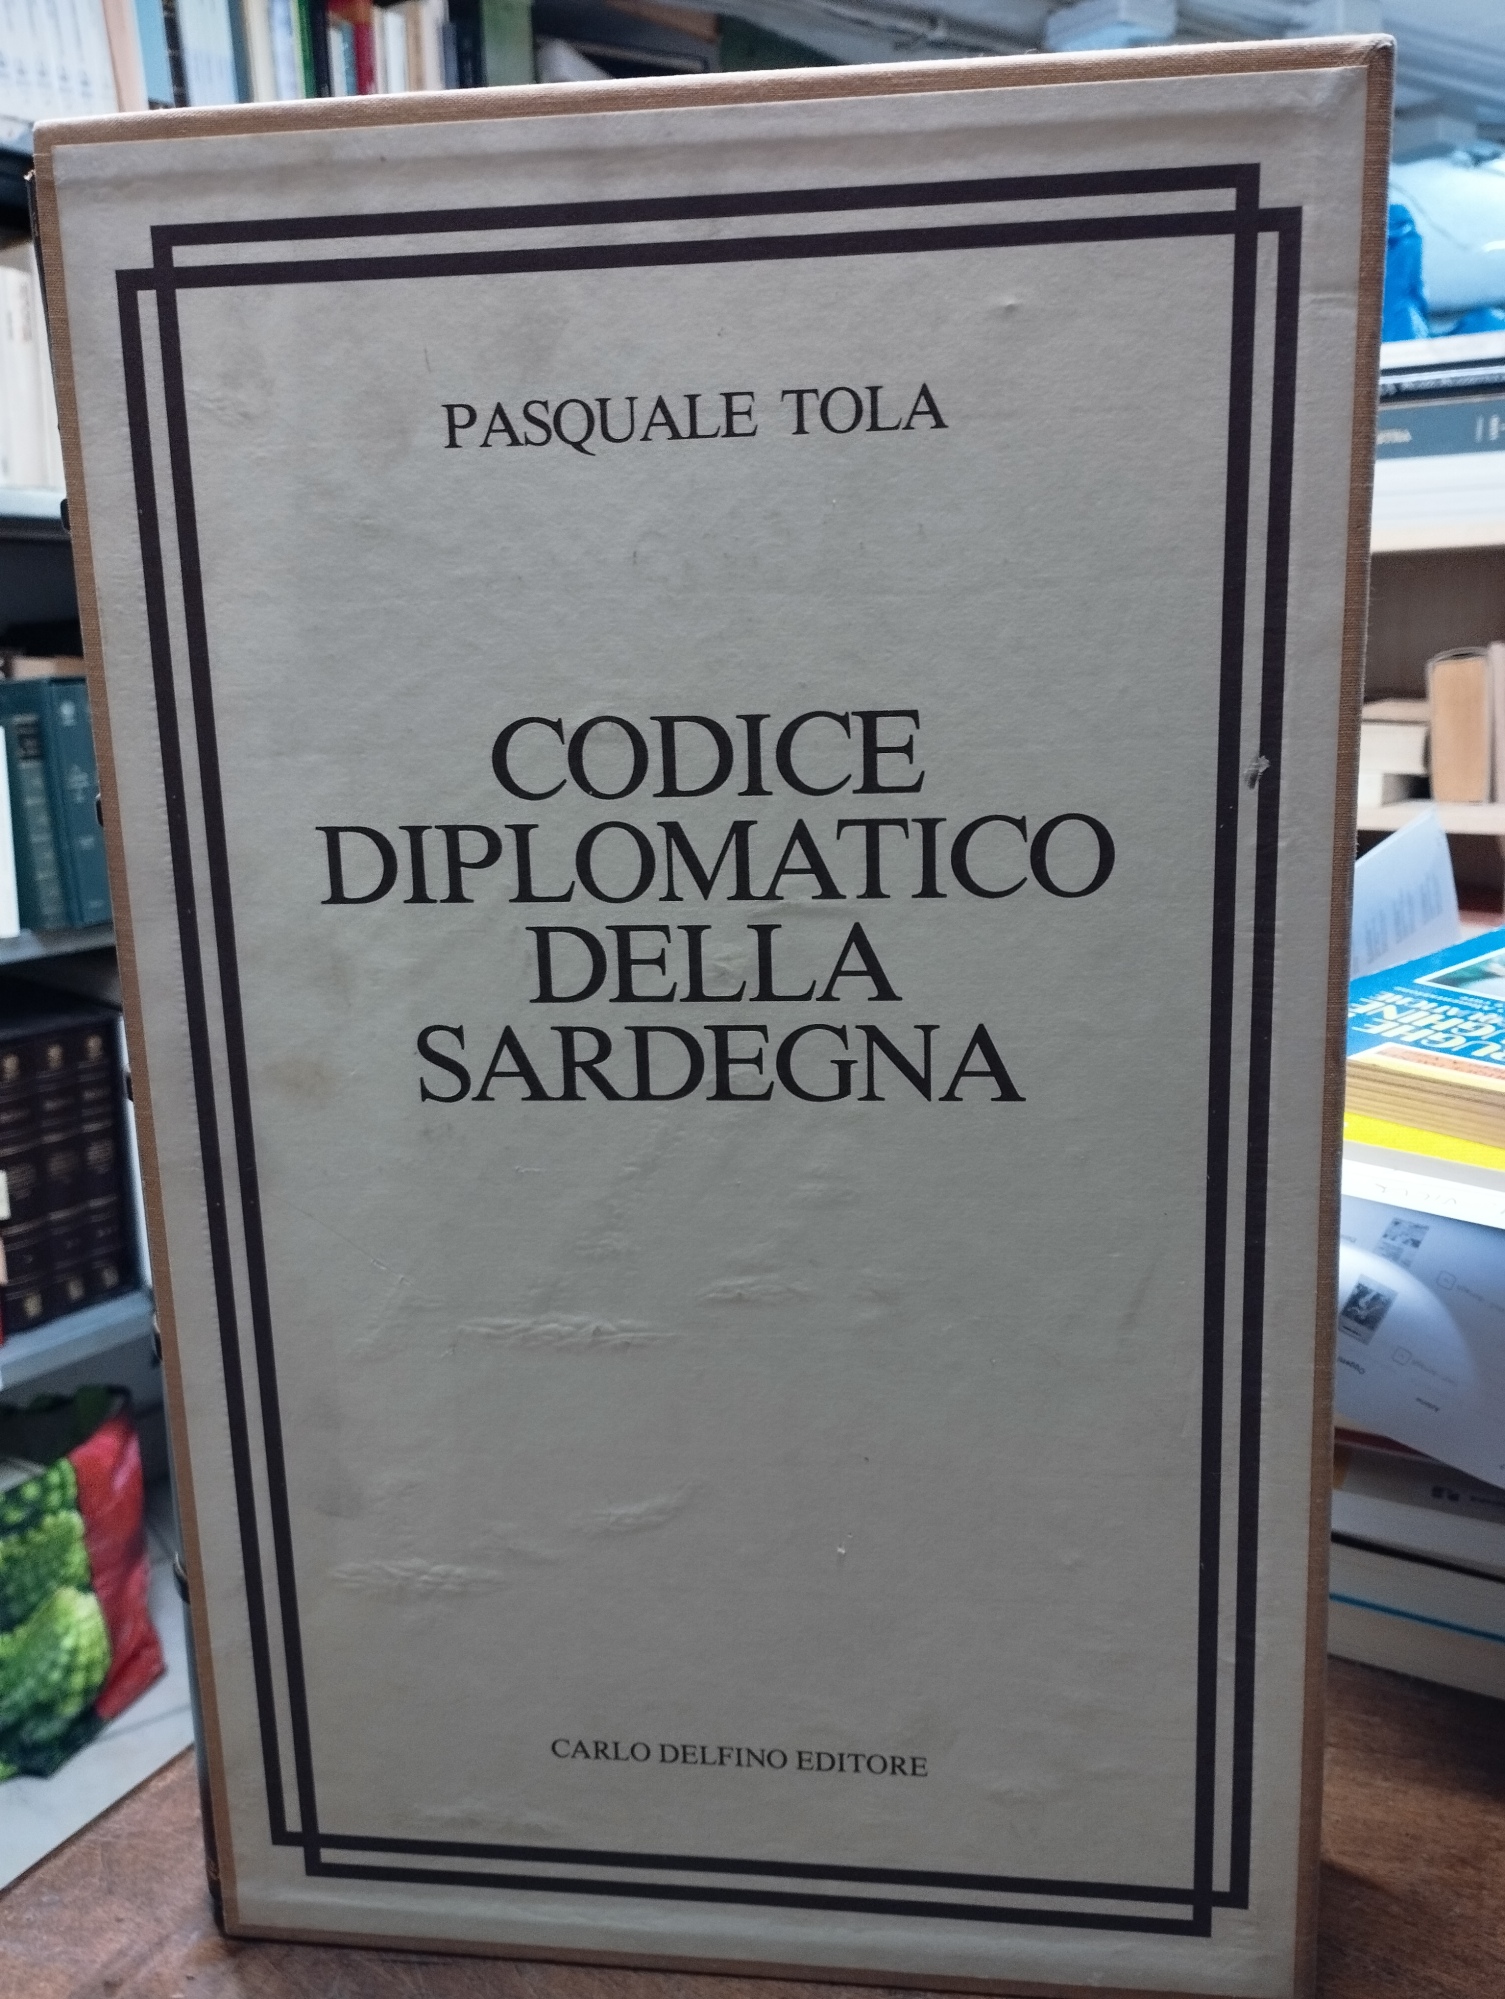 PASQUALE TOLA
CODICE
DIPLOMATICO
DELLA
SARDEGNA
CARLO DELFINO EDITORE